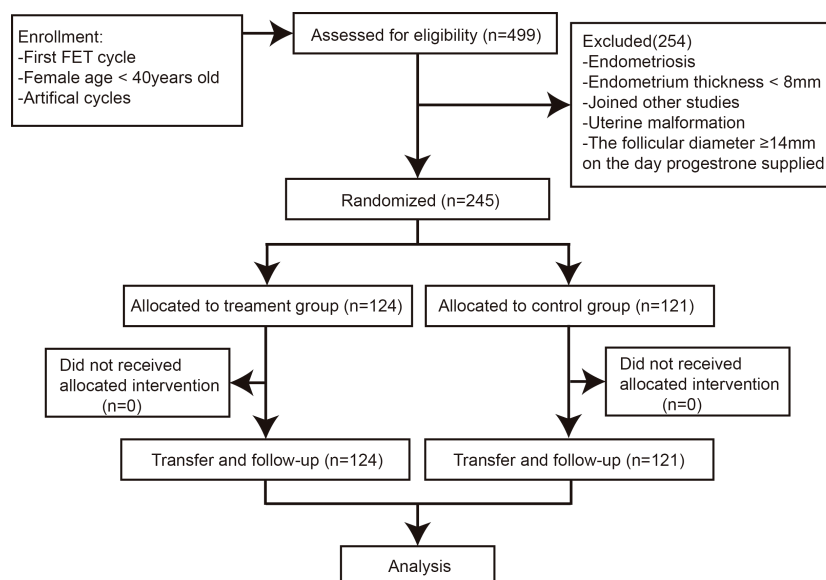 Enrollment:
-First FET cycle
-Female age < 40years old
-Artifical cycles
Assessed for eligibility (n=499)
Excluded(254)
-Endometriosis
-Endometrium thickness < 8mm
-Joined other studies
-Uterine malformation
-The follicular diameter ≥14mm
on the day progestrone supplied
Randomized (n=245)
Allocated to treament group (n=124)
Allocated to control group (n=121)
Did not received
allocated intervention
(n=0)
Did not received
allocated intervention
(n=0)
Transfer and follow-up (n=124)
Transfer and follow-up (n=121)
Analysis